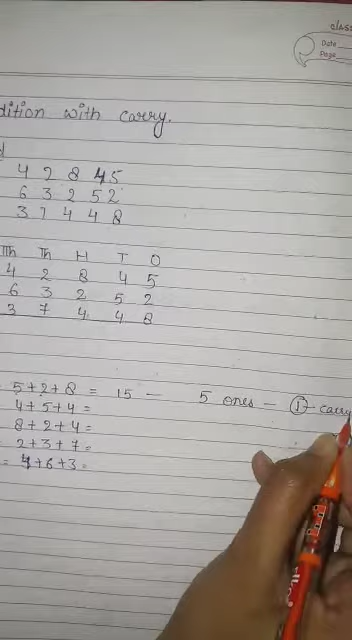 class
Date
Page
dition with carry.
d
4 2 8 4 5
6 3 2 5 2
3 7 4 4 8
TTh Th H T O
4 2 8 4 5
6 3 2 5 2
3 7 4 4 8
5+2+8 = 15 — 5 ones - 1 - carry
4+5+4=
8+2+4=
2+3+7=
= 4+6+3=